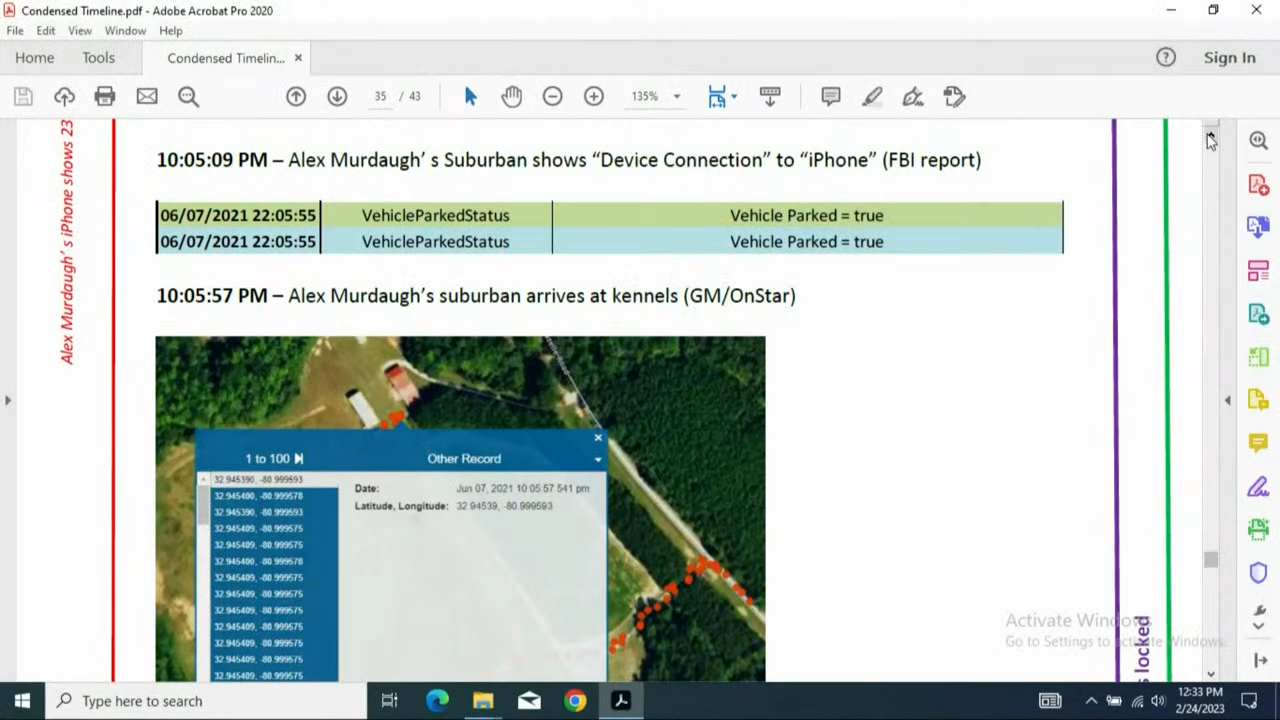 Condensed Timeline.pdf - Adobe Acrobat Pro 2020
File Edit View Window Help
Home Tools Condensed Timelin... ×
? Sign In
35 / 43 135%
Alex Murdaugh' s iPhone shows 23
10:05:09 PM – Alex Murdaugh' s Suburban shows “Device Connection” to “iPhone” (FBI report)
06/07/2021 22:05:55 VehicleParkedStatus Vehicle Parked = true
06/07/2021 22:05:55 VehicleParkedStatus Vehicle Parked = true
10:05:57 PM – Alex Murdaugh’s suburban arrives at kennels (GM/OnStar)
1 to 100 Other Record
32.945390, -80.999593
32.945400, -80.999578
32.945390, -80.999593
32.945409, -80.999575
32.945409, -80.999575
32.945400, -80.999578
32.945409, -80.999575
32.945409, -80.999575
32.945409, -80.999575
32.945409, -80.999575
32.945409, -80.999575
32.945409, -80.999575
32.945409, -80.999575
Date: Jun 07, 2021 10:05:57 541 pm
Latitude, Longitude: 32.94539, -80.999593
s locked
Activate Windows
Go to Settings to activate Windows.
Type here to search
12:33 PM
2/24/2023